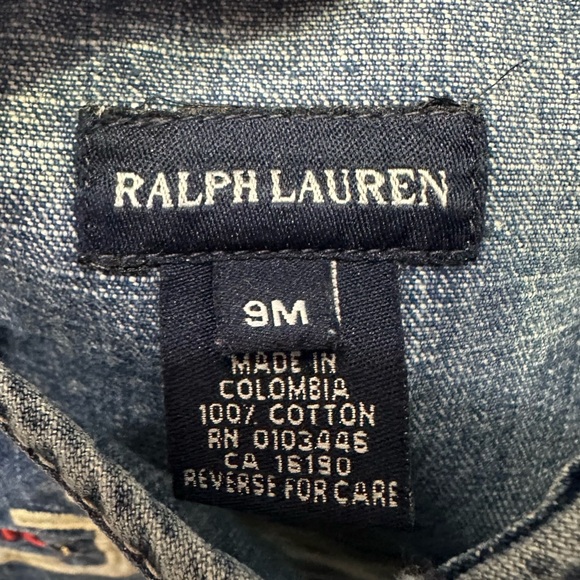 RALPH LAUREN
9M
MADE IN
COLOMBIA
100% COTTON
RN 0103446
CA 16190
REVERSE FOR CARE